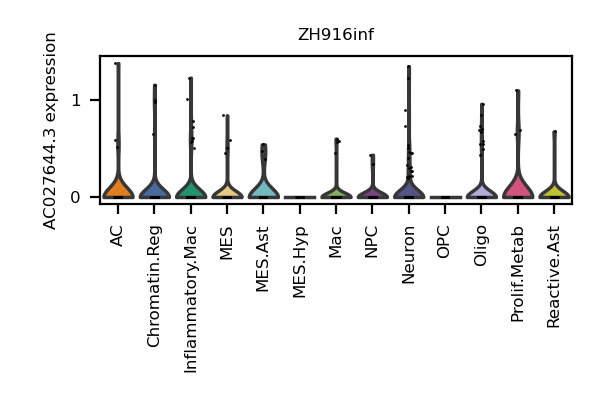 ZH916inf
AC027644.3 expression
1
0
AC
Chromatin.Reg
Inflammatory.Mac
MES
MES.Ast
MES.Hyp
Mac
NPC
Neuron
OPC
Oligo
Prolif.Metab
Reactive.Ast